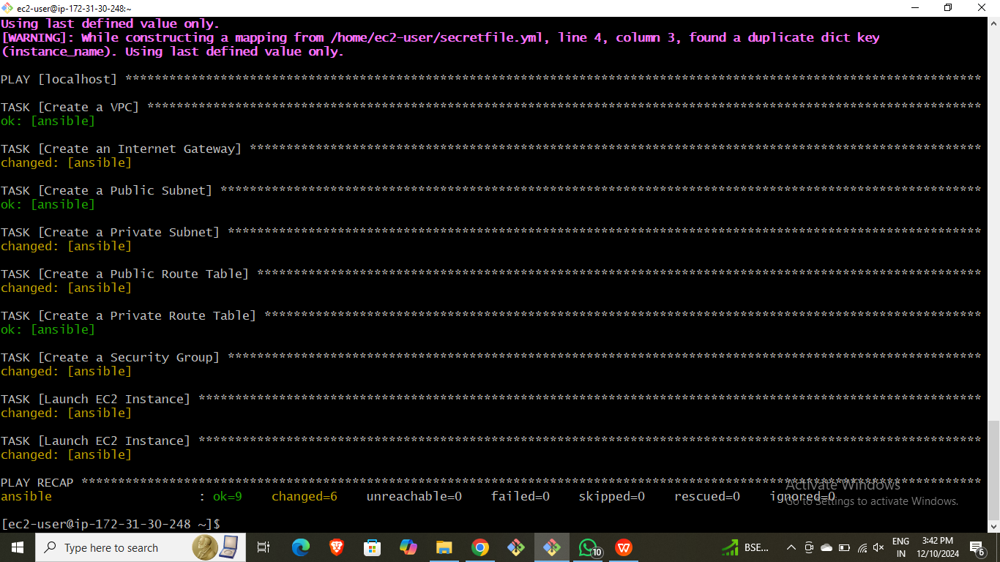 ec2-user@ip-172-31-30-248:~
Using last defined value only.
[WARNING]: While constructing a mapping from /home/ec2-user/secretfile.yml, line 4, column 3, found a duplicate dict key
(instance_name). Using last defined value only.
PLAY [localhost] *********************************************************************************************************************
TASK [Create a VPC] ******************************************************************************************************************
ok: [ansible]
TASK [Create an Internet Gateway] ****************************************************************************************************
changed: [ansible]
TASK [Create a Public Subnet] ********************************************************************************************************
ok: [ansible]
TASK [Create a Private Subnet] *******************************************************************************************************
changed: [ansible]
TASK [Create a Public Route Table] ***************************************************************************************************
changed: [ansible]
TASK [Create a Private Route Table] **************************************************************************************************
ok: [ansible]
TASK [Create a Security Group] *******************************************************************************************************
changed: [ansible]
TASK [Launch EC2 Instance] ***********************************************************************************************************
changed: [ansible]
TASK [Launch EC2 Instance] ***********************************************************************************************************
changed: [ansible]
PLAY RECAP ***************************************************************************************************************************
ansible : ok=9 changed=6 unreachable=0 failed=0 skipped=0 rescued=0 ignored=0
Activate Windows
Go to Settings to activate Windows.
[ec2-user@ip-172-31-30-248 ~]$
Type here to search
10
BSE...
ENG
IN
3:42 PM
12/10/2024
6